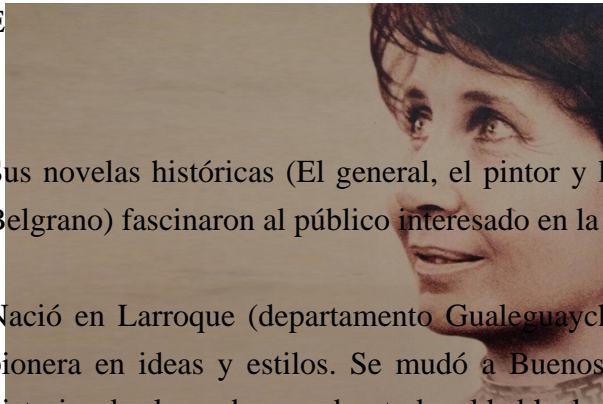 E
sus novelas históricas (El general, el pintor y
Belgrano) fascinaron al público interesado en la
Nació en Larroque (departamento Gualeguaych
pionera en ideas y estilos. Se mudó a Buenos